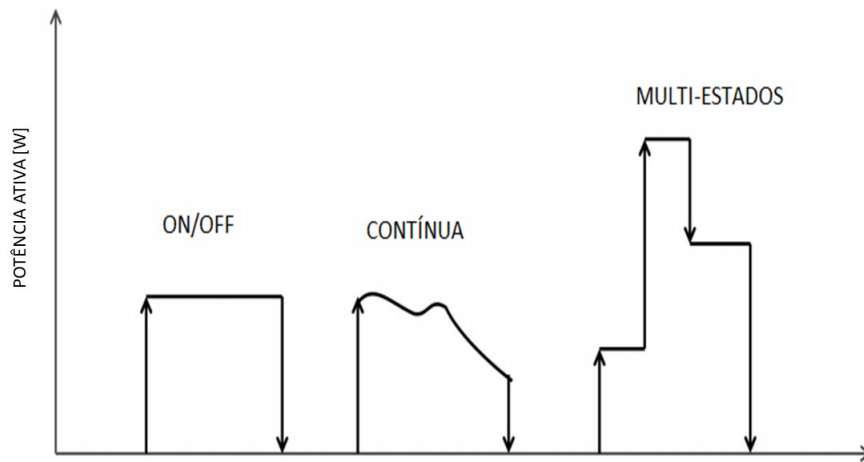 MULTI-ESTADOS
ON/OFF
CONTÍNUA
POTÊNCIA ATIVA [W]